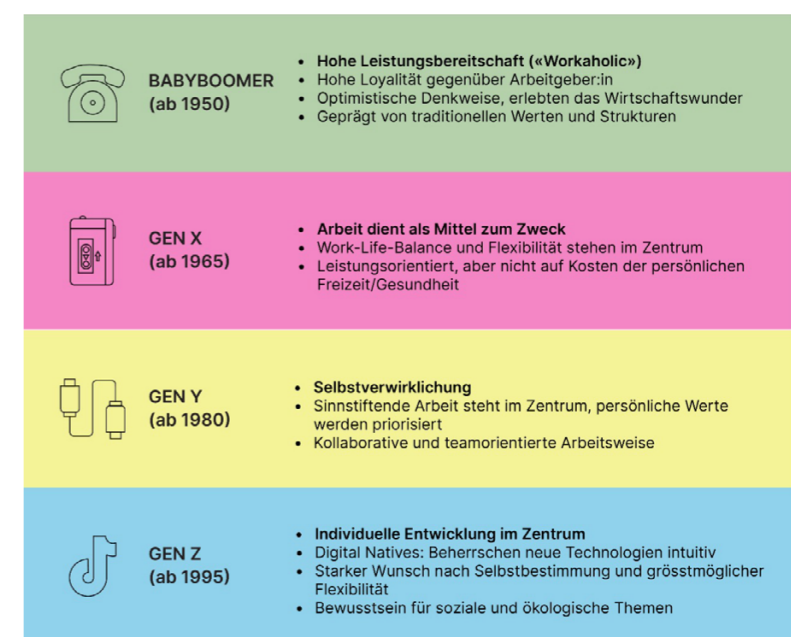 BABYBOOMER
(ab 1950)
• Hohe Leistungsbereitschaft («Workaholic»)
• Hohe Loyalität gegenüber Arbeitgeber:in
• Optimistische Denkweise, erlebten das Wirtschaftswunder
• Geprägt von traditionellen Werten und Strukturen
GEN X
(ab 1965)
• Arbeit dient als Mittel zum Zweck
• Work-Life-Balance und Flexibilität stehen im Zentrum
• Leistungsorientiert, aber nicht auf Kosten der persönlichen
Freizeit/Gesundheit
GEN Y
(ab 1980)
• Selbstverwirklichung
• Sinnstiftende Arbeit steht im Zentrum, persönliche Werte
werden priorisiert
• Kollaborative und teamorientierte Arbeitsweise
GEN Z
(ab 1995)
• Individuelle Entwicklung im Zentrum
• Digital Natives: Beherrschen neue Technologien intuitiv
• Starker Wunsch nach Selbstbestimmung und grösstmöglicher
Flexibilität
• Bewusstsein für soziale und ökologische Themen